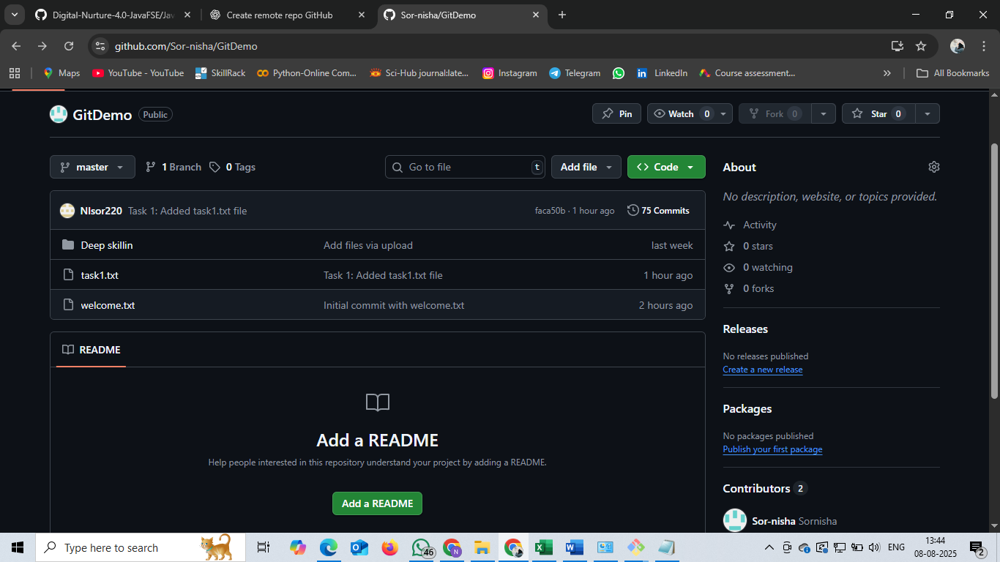 Digital-Nurture-4.0-JavaFSE/Jav
Create remote repo GitHub
Sor-nisha/GitDemo
github.com/Sor-nisha/GitDemo
Maps
YouTube - YouTube
SkillRack
Python-Online Com...
Sci-Hub journal:late...
Instagram
Telegram
LinkedIn
Course assessment...
All Bookmarks
GitDemo
Public
Pin
Watch 0
Fork 0
Star 0
master
1 Branch
0 Tags
Go to file
t
Add file
Code
NIsor220 Task 1: Added task1.txt file
faca50b · 1 hour ago
75 Commits
Deep skillin
Add files via upload
last week
task1.txt
Task 1: Added task1.txt file
1 hour ago
welcome.txt
Initial commit with welcome.txt
2 hours ago
README
Add a README
Help people interested in this repository understand your project by adding a README.
Add a README
About
No description, website, or topics provided.
Activity
0 stars
0 watching
0 forks
Releases
No releases published
Create a new release
Packages
No packages published
Publish your first package
Contributors 2
Sor-nisha Sornisha
Type here to search
46
N
ENG
13:44
08-08-2025
2